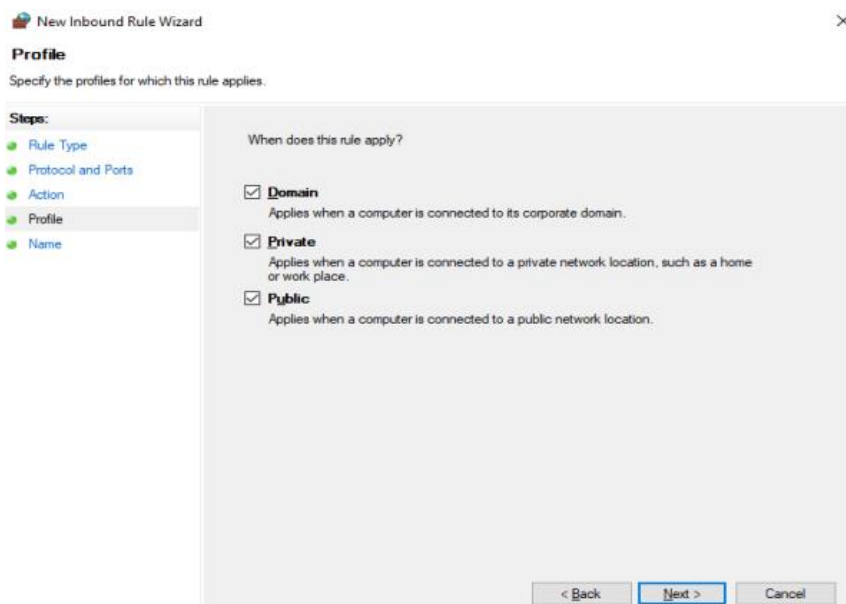 New Inbound Rule Wizard
Profile
Specify the profiles for which this rule applies.
Steps:
Rule Type
Protocol and Ports
Action
Profile
Name
When does this rule apply?
Domain
Applies when a computer is connected to its corporate domain.
Private
Applies when a computer is connected to a private network location, such as a home
or work place.
Public
Applies when a computer is connected to a public network location.
< Back
Next >
Cancel